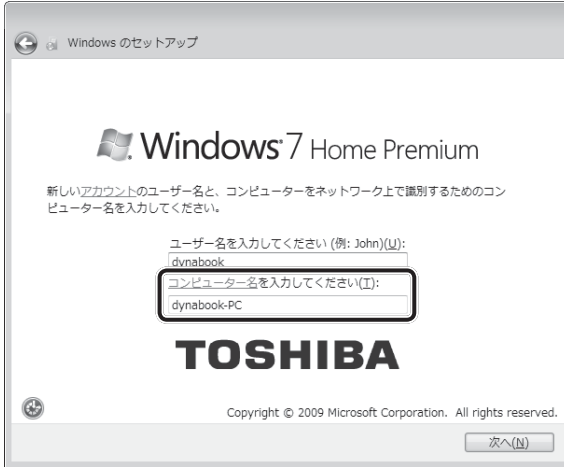 Windows のセットアップ
Windows 7 Home Premium
新しいアカウントのユーザー名と、コンピューターをネットワーク上で識別するためのコン
ピューター名を入力してください。
ユーザー名を入力してください (例: John)(U):
dynabook
コンピューター名を入力してください(T):
dynabook-PC
TOSHIBA
Copyright © 2009 Microsoft Corporation. All rights reserved.
次へ(N)